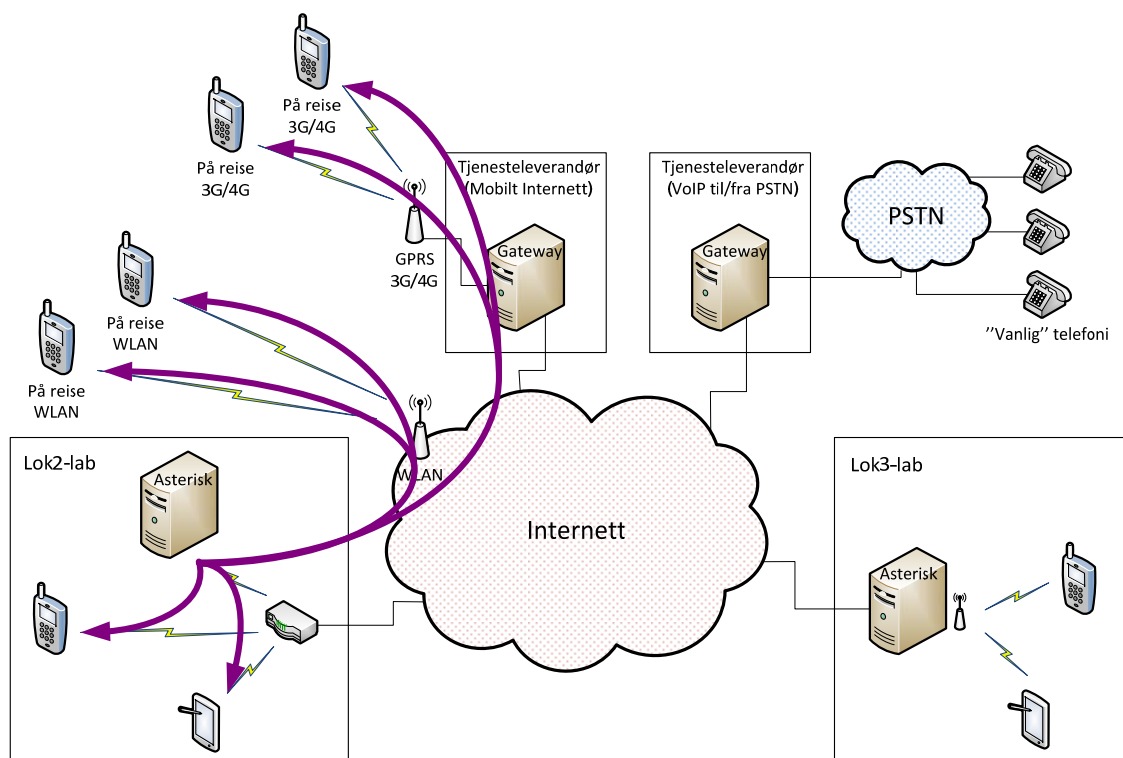 På reise
3G/4G
På reise
3G/4G
Tjenesteleverandør
(Mobilt Internett)
Gateway
GPRS
3G/4G
Tjenesteleverandør
(VoIP til/fra PSTN)
Gateway
PSTN
”Vanlig” telefoni
På reise
WLAN
På reise
WLAN
WLAN
Lok2-lab
Asterisk
Internett
Lok3-lab
Asterisk